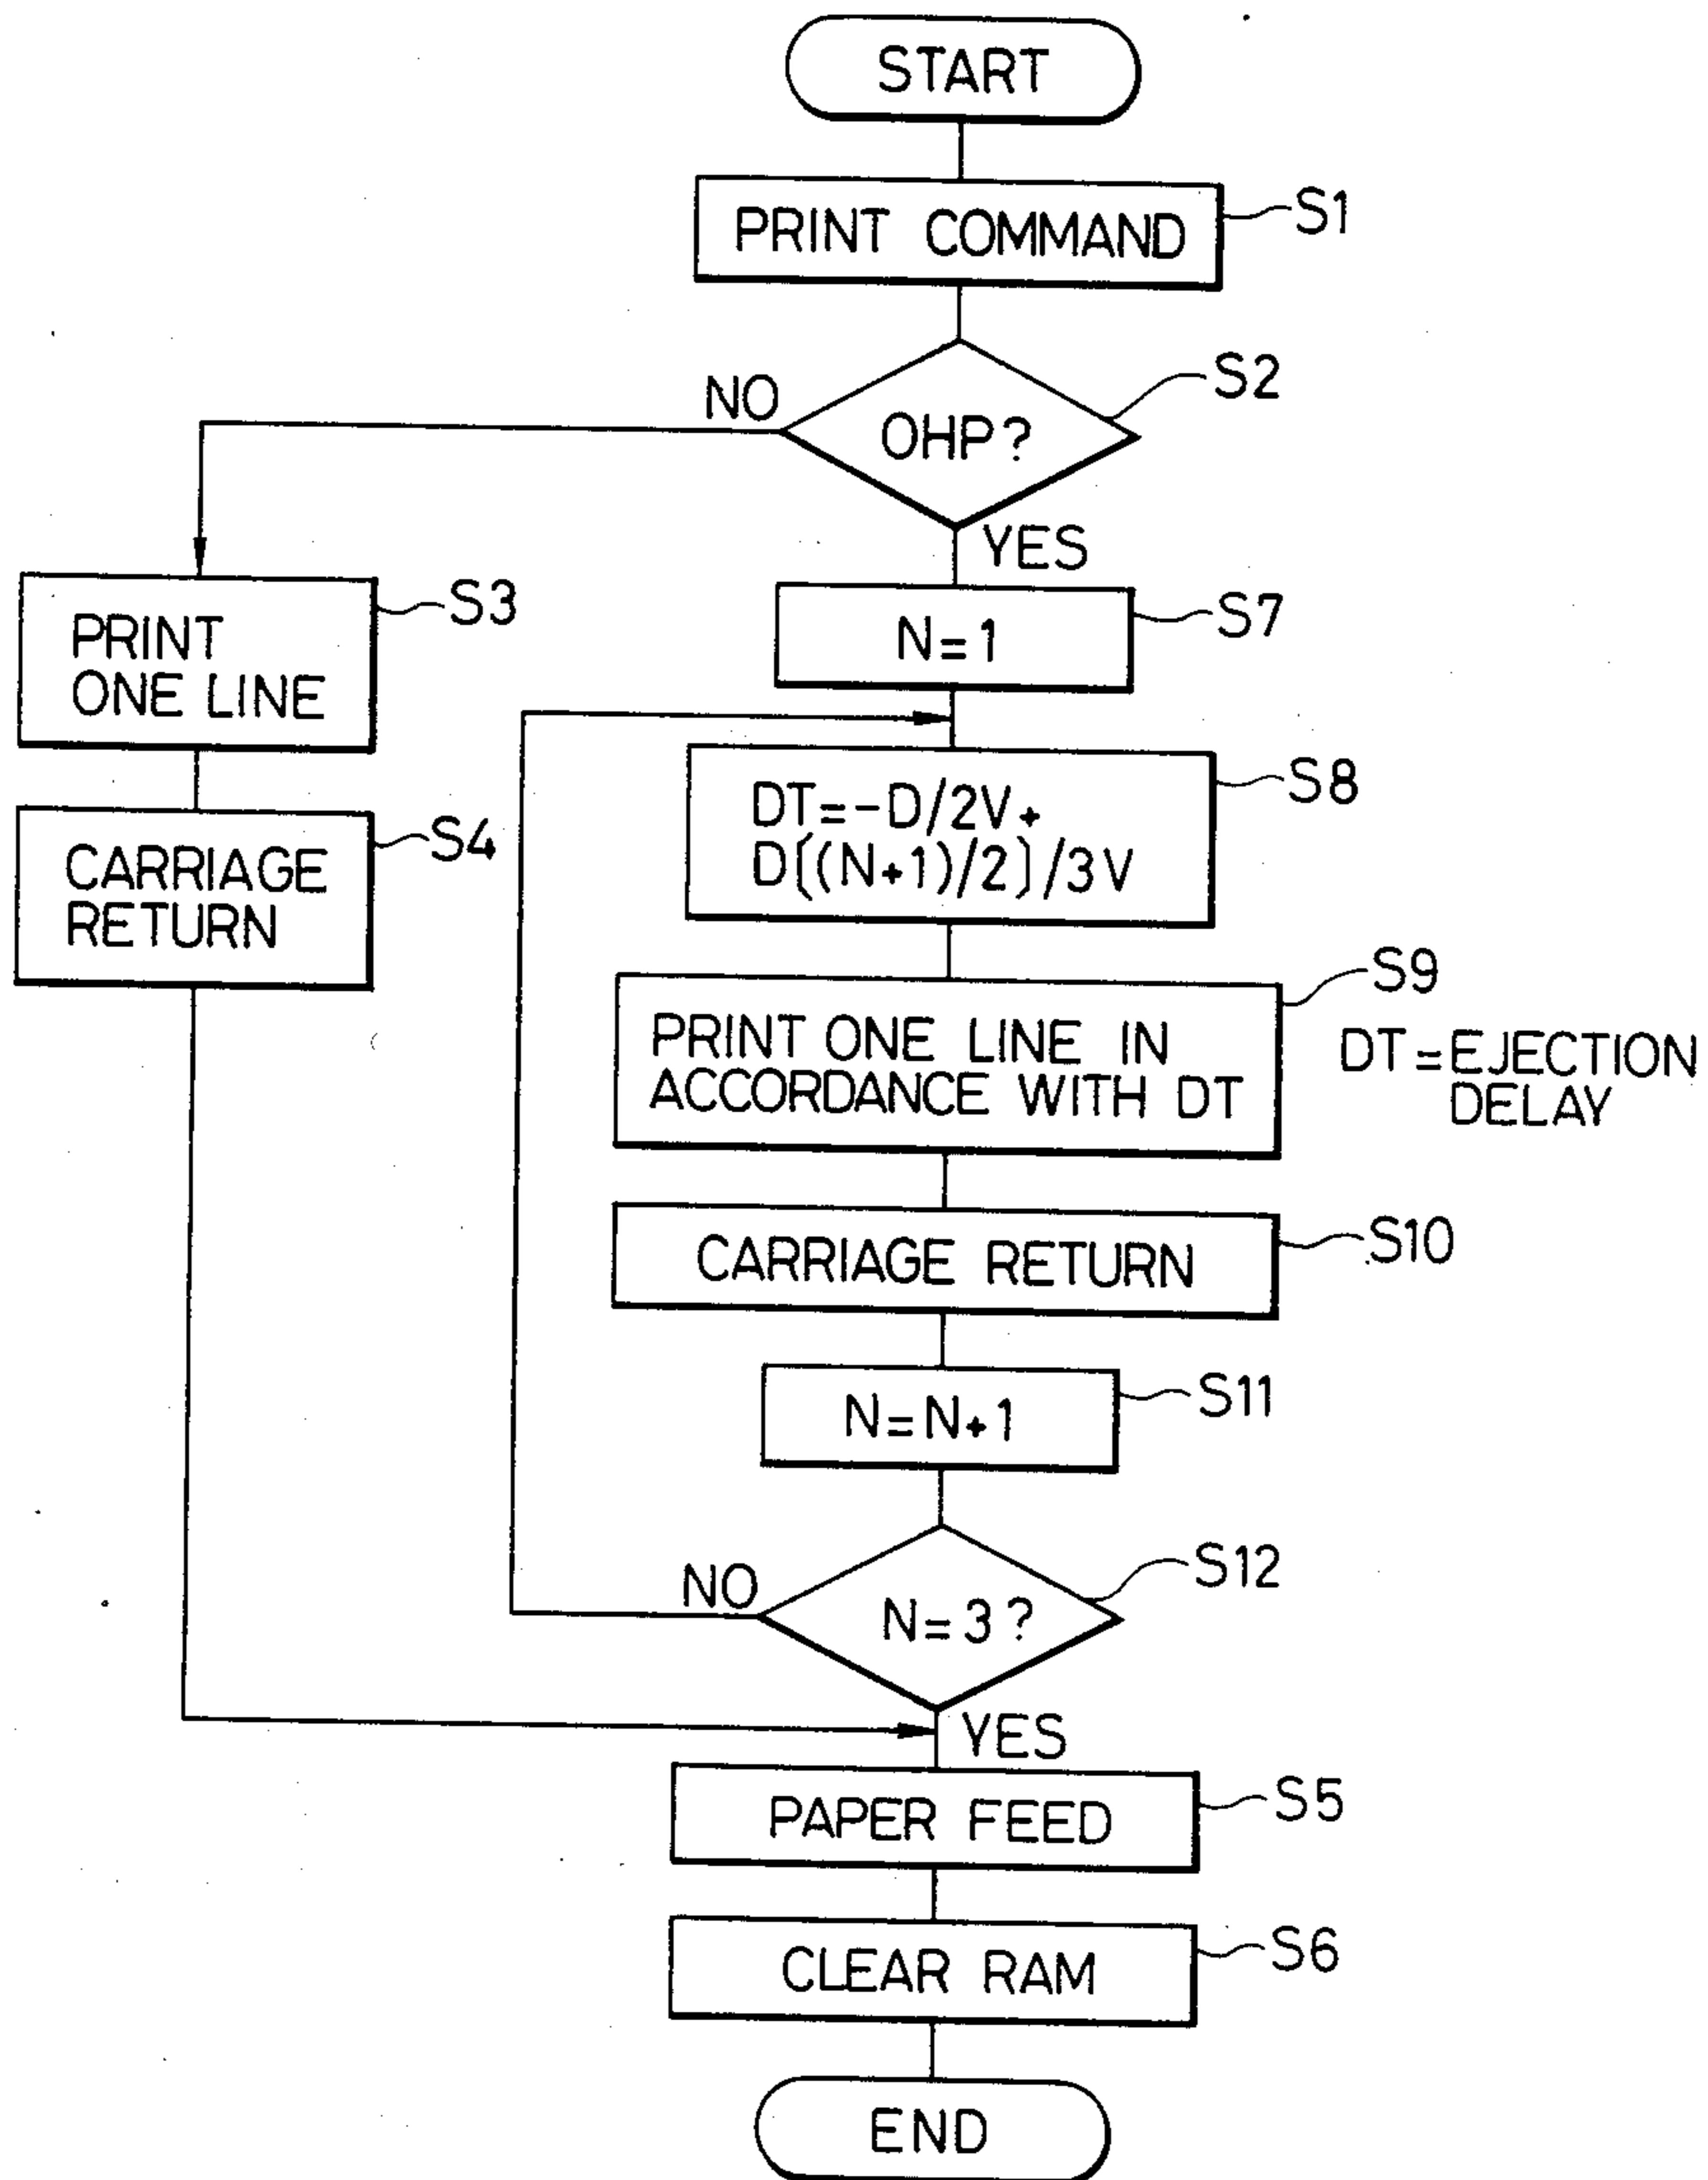 START
PRINT COMMAND
S1
OHP?
S2
NO
YES
PRINT
ONE LINE
S3
N=1
S7
CARRIAGE
RETURN
S4
DT=-D/2V+
D[(N+1)/2]/3V
S8
PRINT ONE LINE IN
ACCORDANCE WITH DT
S9
DT=EJECTION
DELAY
CARRIAGE RETURN
S10
N=N+1
S11
N=3?
S12
NO
YES
PAPER FEED
S5
CLEAR RAM
S6
END